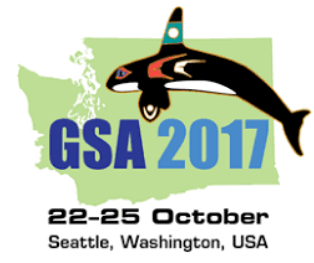 GSA 2017
22-25 October
Seattle, Washington, USA